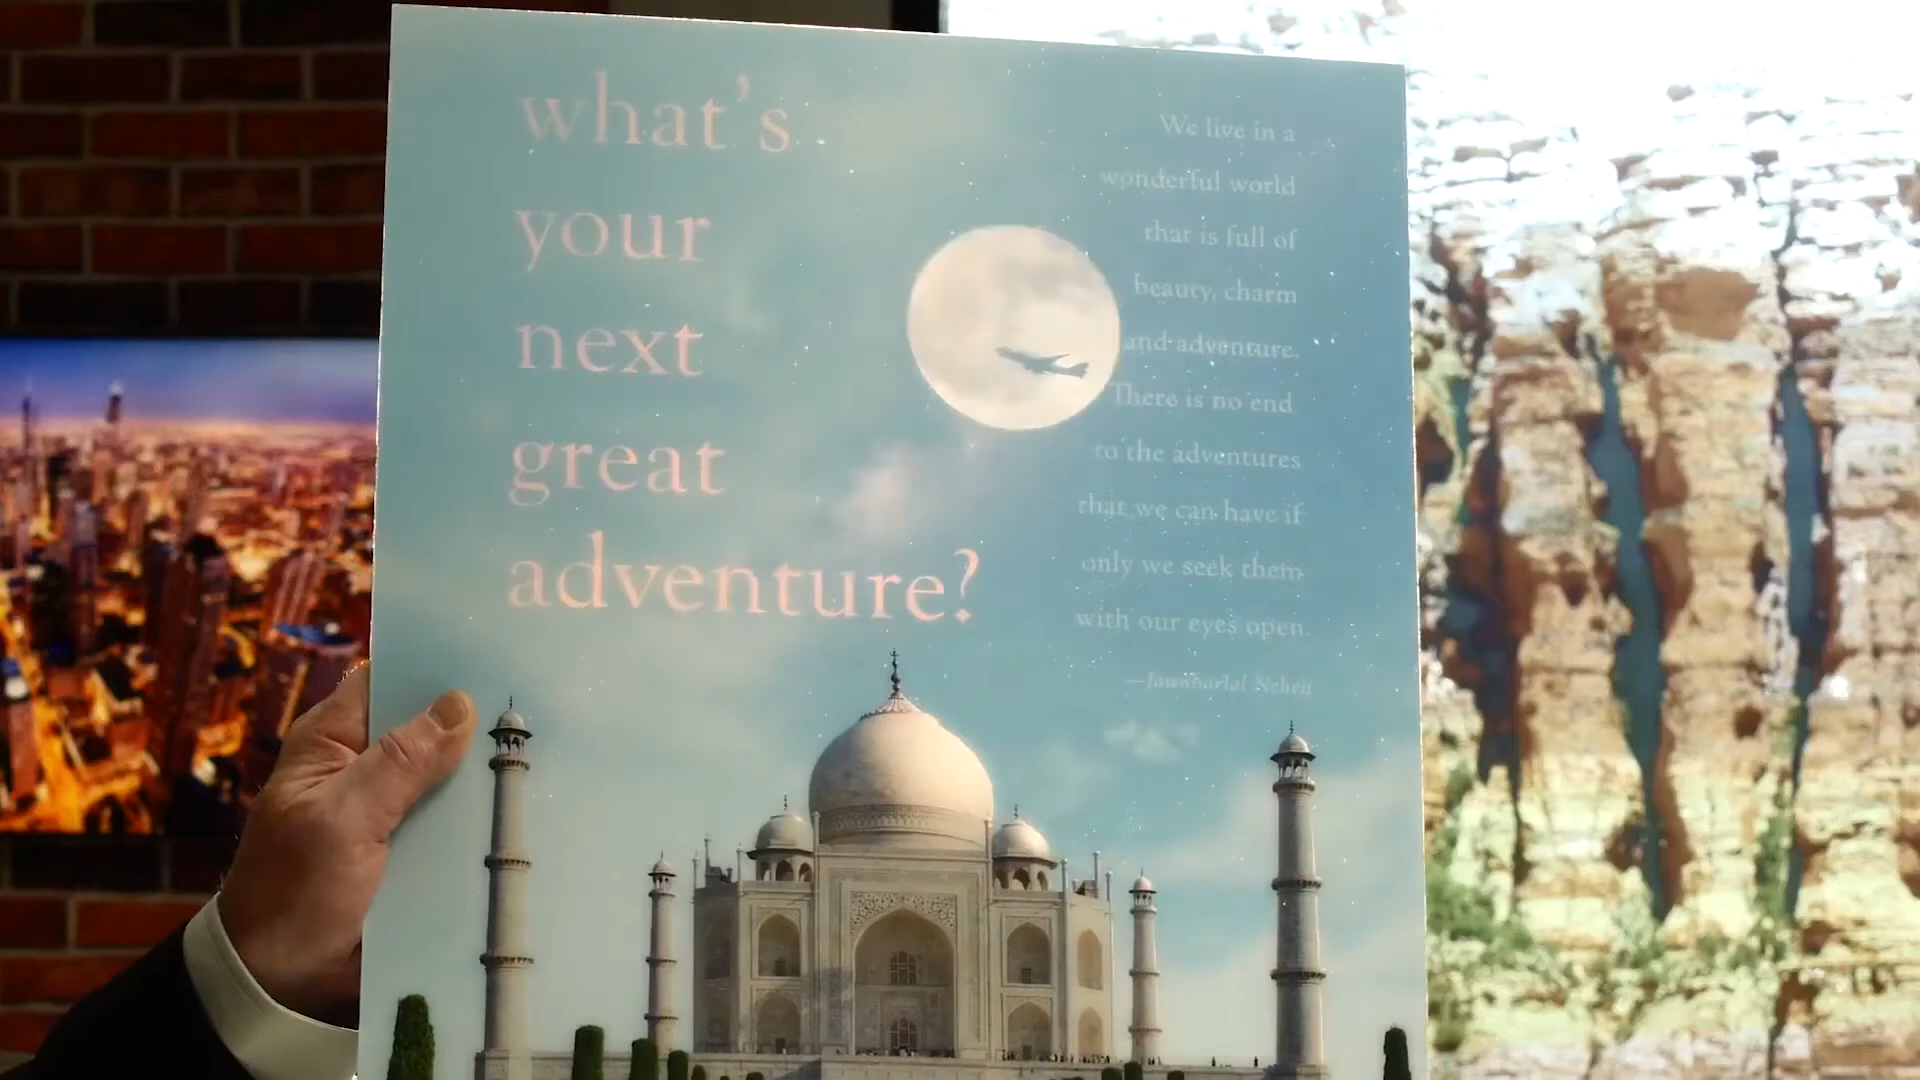 what's
your
next
great
adventure?
We live in a
wonderful world
that is full of
beauty, charm
and adventure.
There is no end
to the adventures
that we can have if
only we seek them
with our eyes open.
—Jawaharlal Nehru